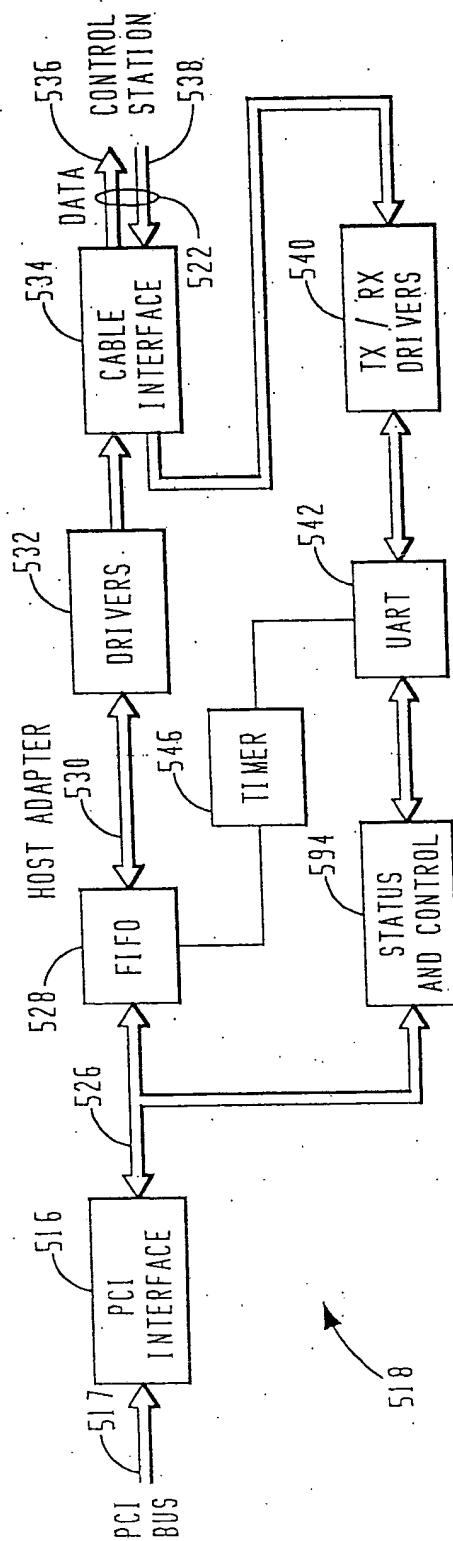 PCI
BUS
517
516
PCI
INTERFACE
526
528
FIFO
HOST ADAPTER
530
532
DRIVERS
534
CABLE
INTERFACE
DATA
536
CONTROL
STATION
538
522
546
TIMER
594
STATUS
AND CONTROL
542
UART
540
TX / RX
DRIVERS
518